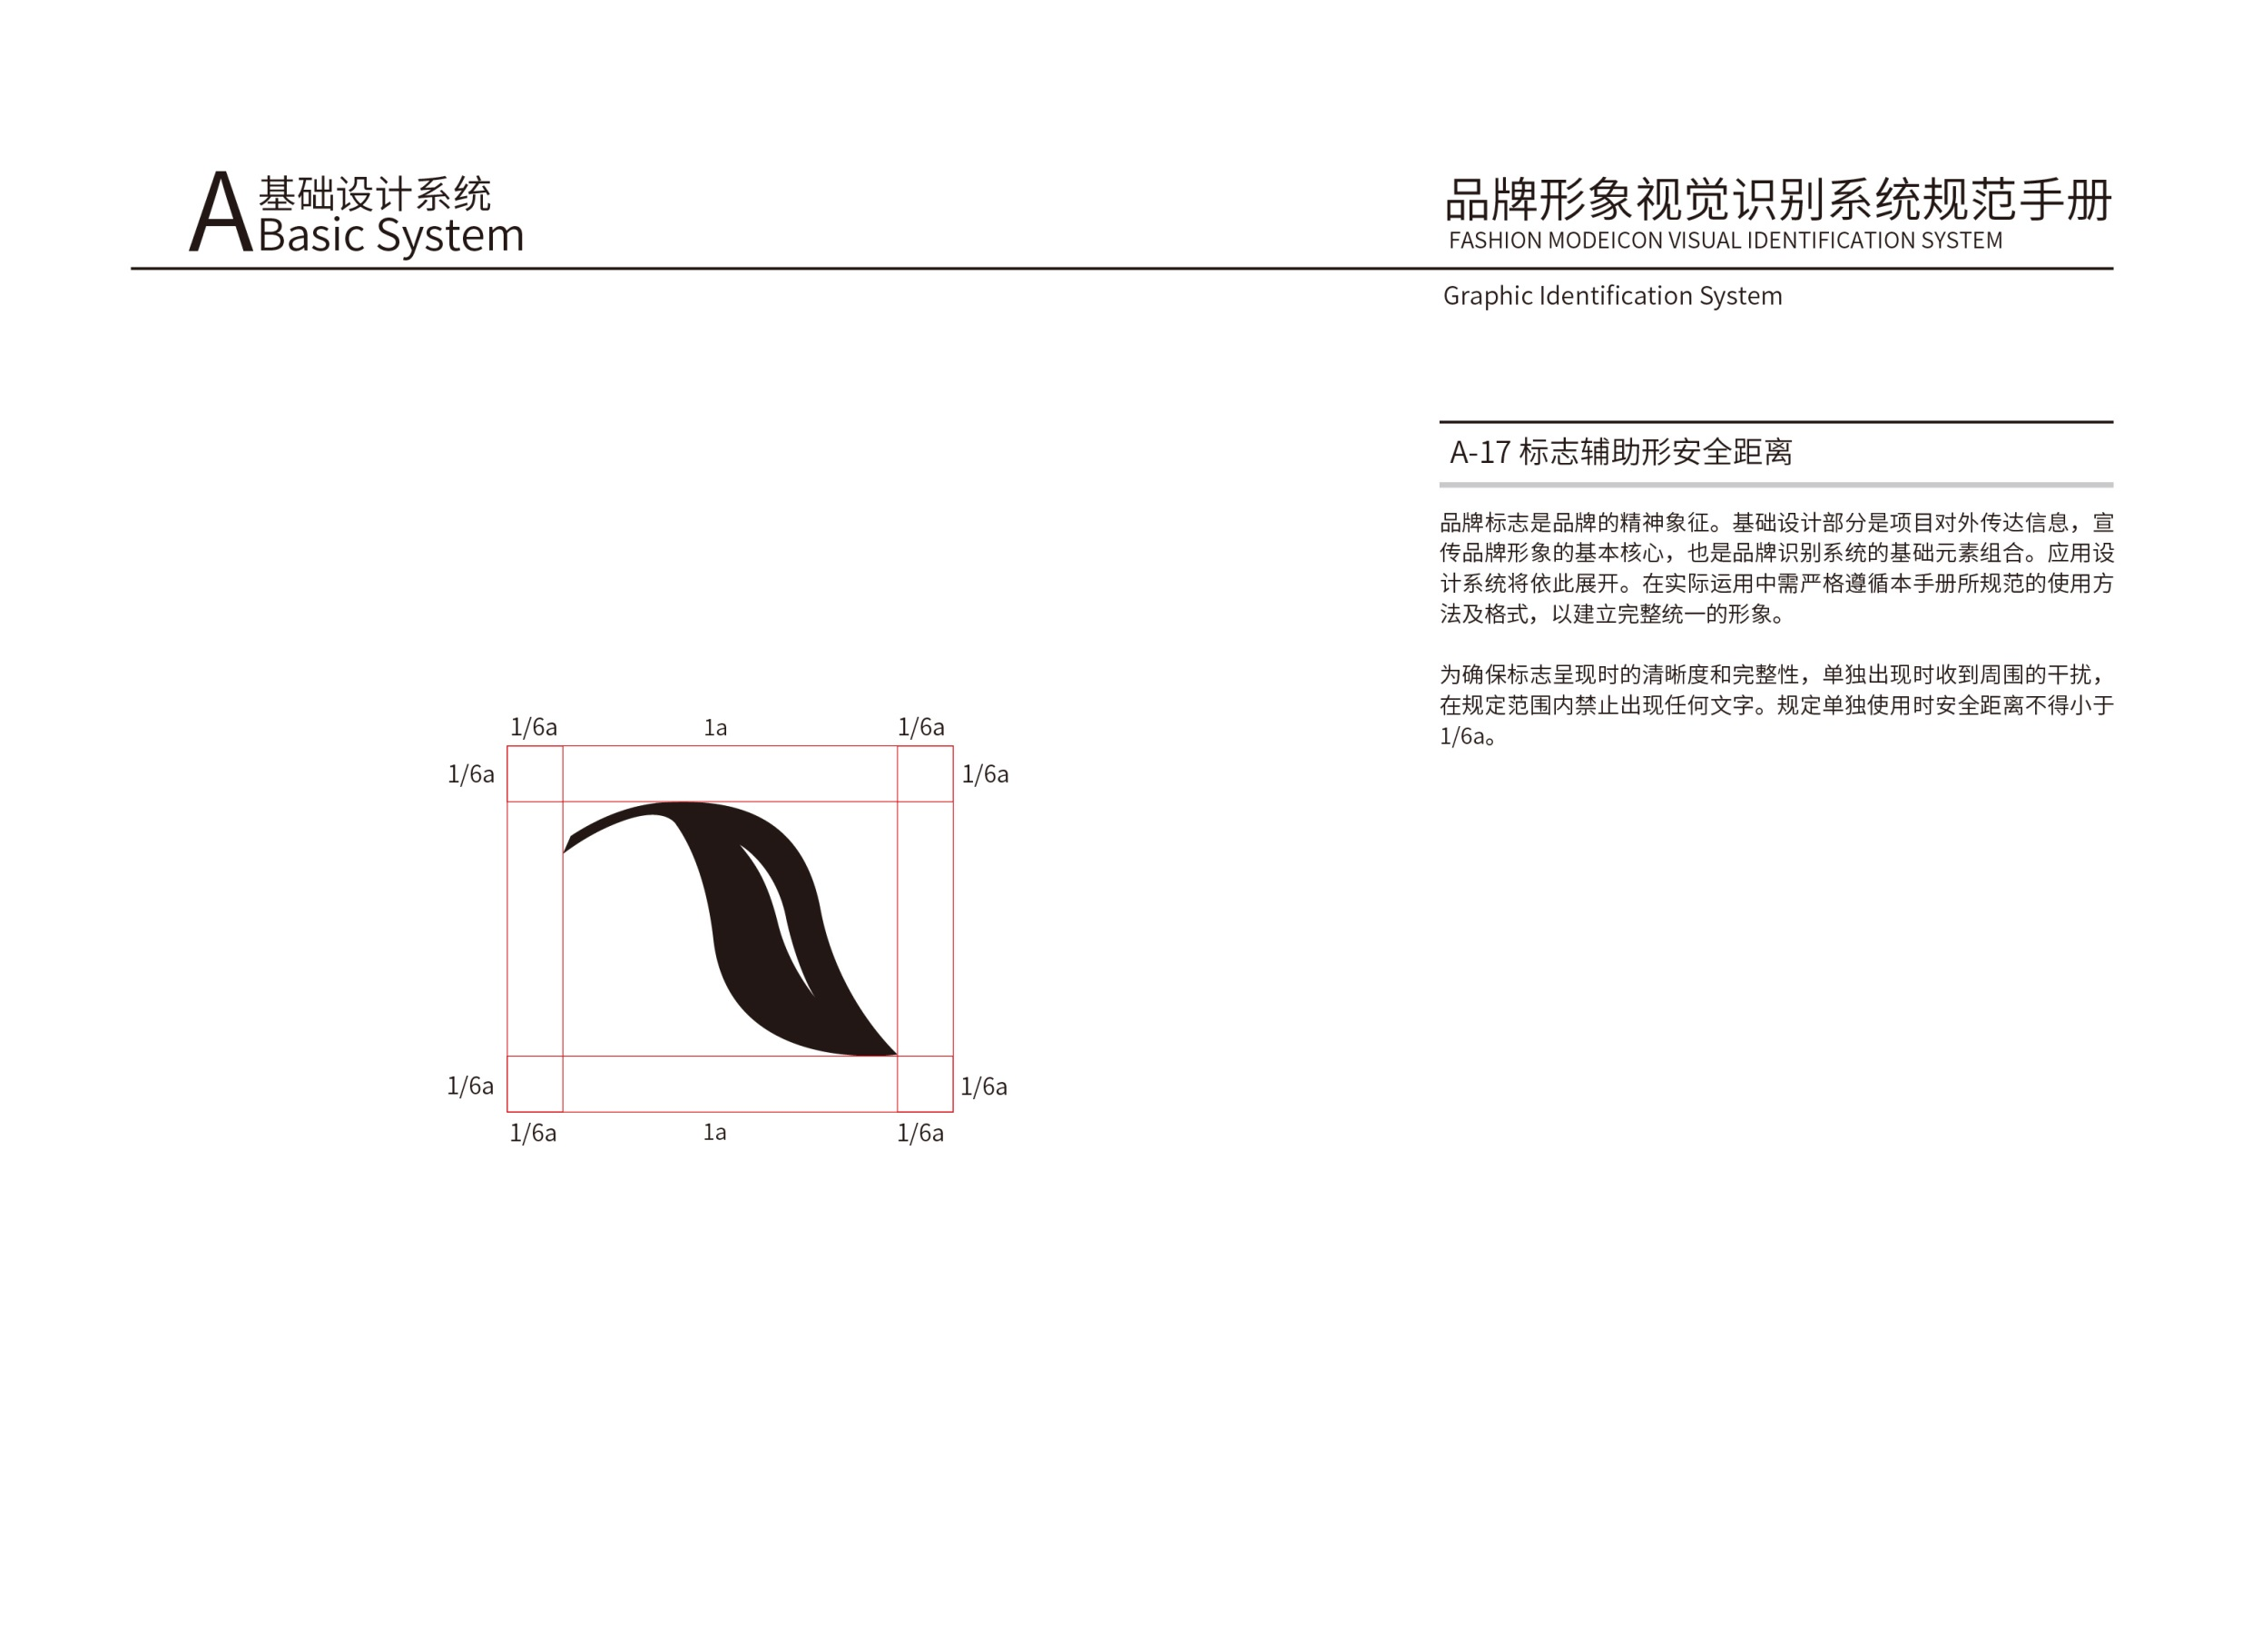 A
基础设计系统
Basic System
品牌形象视觉识别系统规范手册
FASHION MODEICON VISUAL IDENTIFICATION SYSTEM
Graphic Identification System
A-17 标志辅助形安全距离
品牌标志是品牌的精神象征。基础设计部分是项目对外传达信息，宣
传品牌形象的基本核心，也是品牌识别系统的基础元素组合。应用设
计系统将依此展开。在实际运用中需严格遵循本手册所规范的使用方
法及格式，以建立完整统一的形象。
为确保标志呈现时的清晰度和完整性，单独出现时收到周围的干扰，
在规定范围内禁止出现任何文字。规定单独使用时安全距离不得小于
1/6a。
1/6a 1a 1/6a
1/6a 1/6a
1/6a 1/6a
1/6a 1a 1/6a